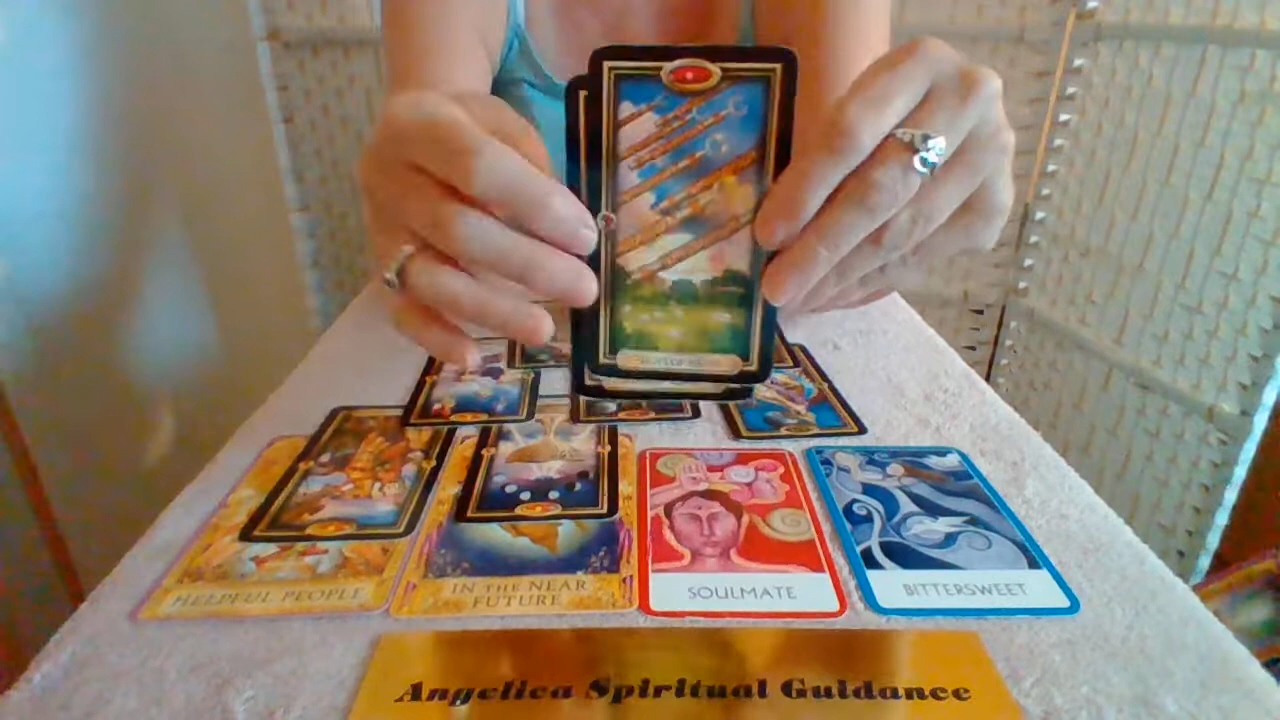 HELPFUL PEOPLE
IN THE NEAR
FUTURE
SOULMATE
BITTERSWEET
Angelica Spiritual Guidance